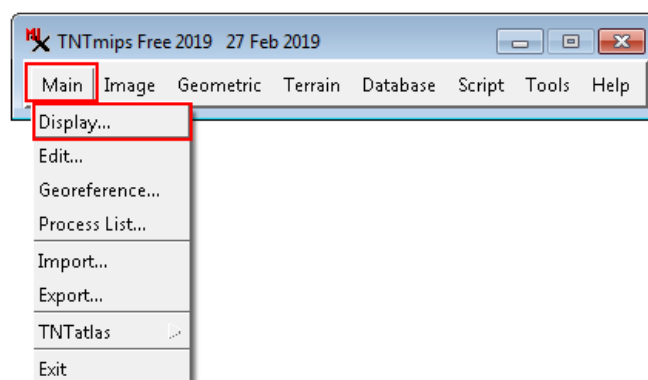 TNTmips Free 2019 27 Feb 2019
Main Image Geometric Terrain Database Script Tools Help
Display...
Edit...
Georeference...
Process List...
Import...
Export...
TNTatlas
Exit